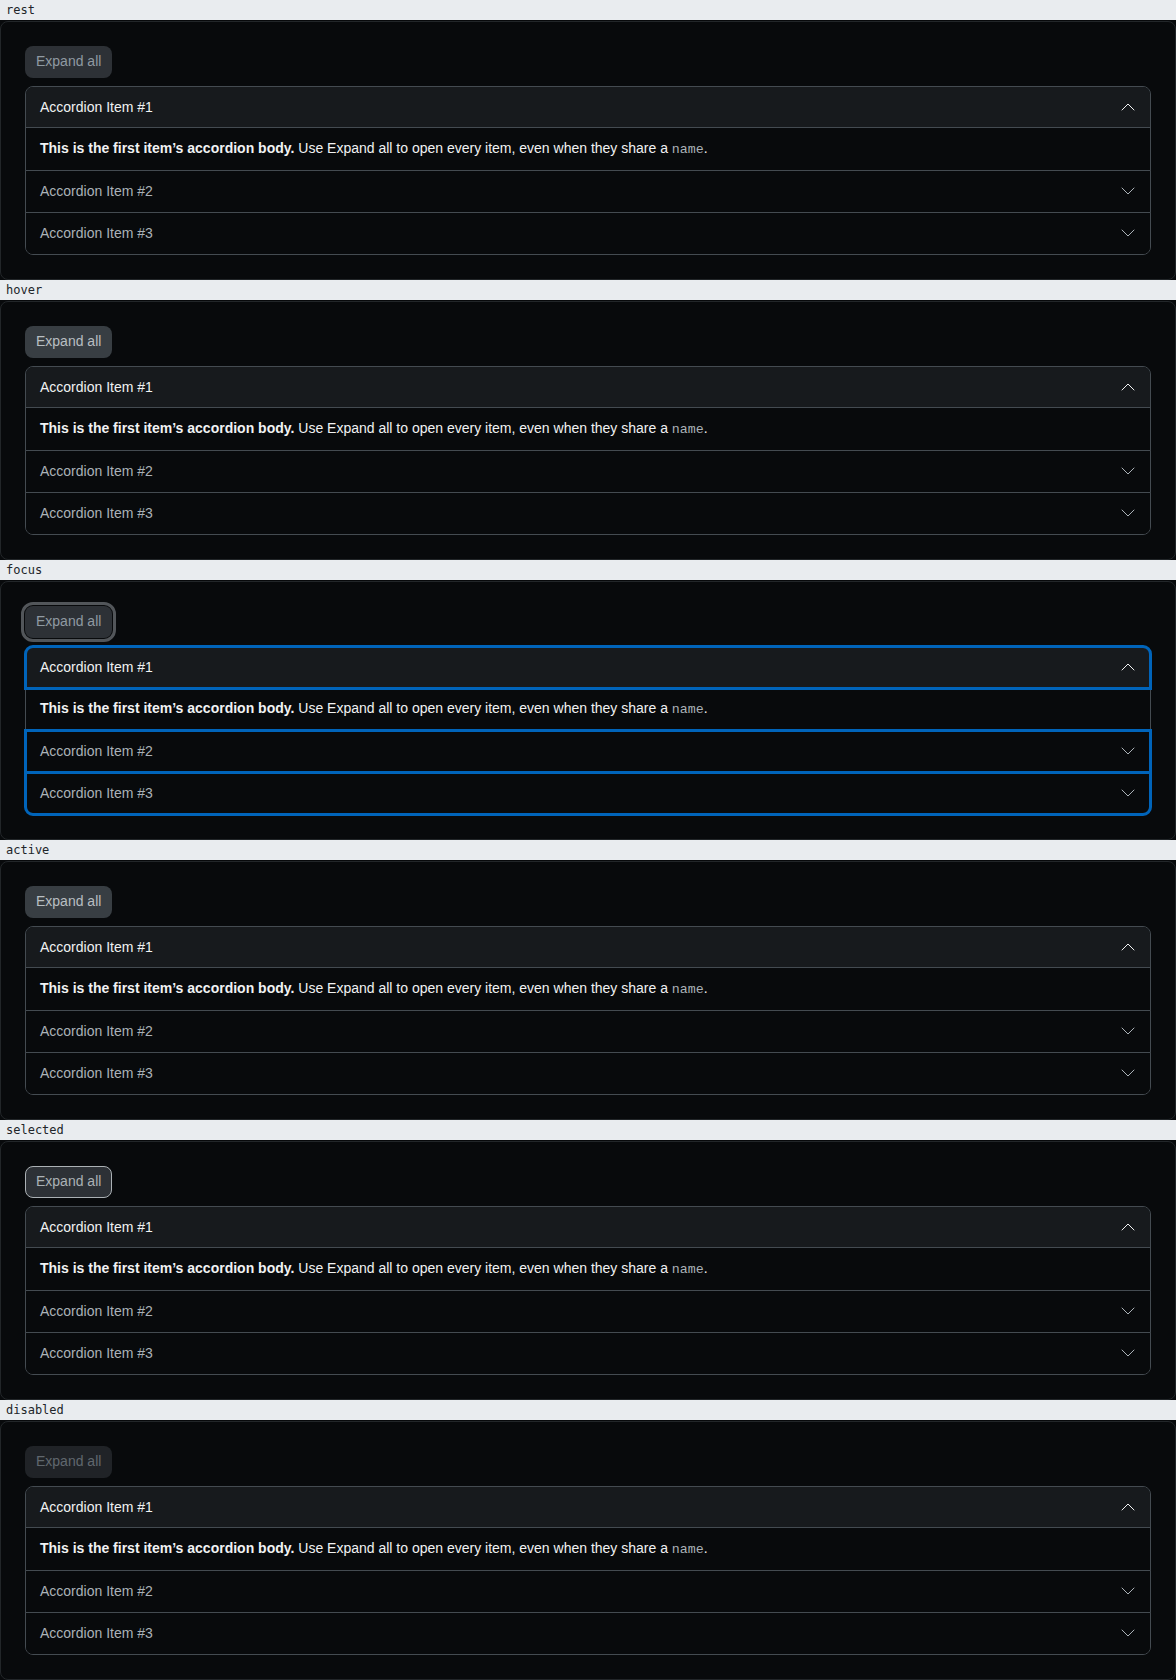 rest
Expand all
Accordion Item #1
This is the first item’s accordion body. Use Expand all to open every item, even when they share a name.
Accordion Item #2
Accordion Item #3
hover
Expand all
Accordion Item #1
This is the first item’s accordion body. Use Expand all to open every item, even when they share a name.
Accordion Item #2
Accordion Item #3
focus
Expand all
Accordion Item #1
This is the first item’s accordion body. Use Expand all to open every item, even when they share a name.
Accordion Item #2
Accordion Item #3
active
Expand all
Accordion Item #1
This is the first item’s accordion body. Use Expand all to open every item, even when they share a name.
Accordion Item #2
Accordion Item #3
selected
Expand all
Accordion Item #1
This is the first item’s accordion body. Use Expand all to open every item, even when they share a name.
Accordion Item #2
Accordion Item #3
disabled
Expand all
Accordion Item #1
This is the first item’s accordion body. Use Expand all to open every item, even when they share a name.
Accordion Item #2
Accordion Item #3